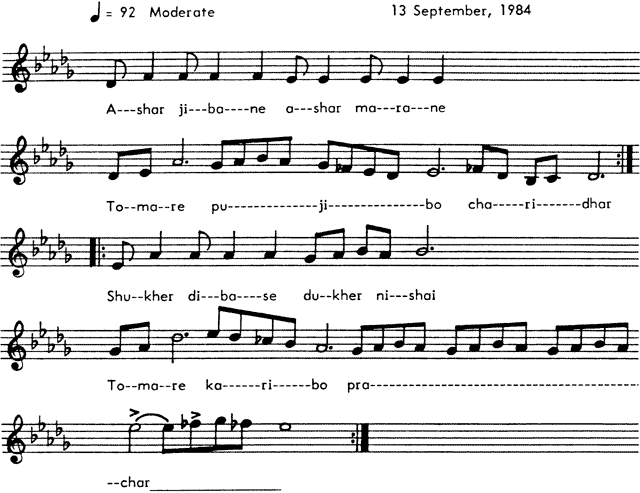 ♩ = 92 Moderate 13 September, 1984
A---shar ji--ba----ne a---shar ma---ra---ne
To--ma--re pu-------------ji--------------bo cha-----ri-------dhar
Shu--kher di--ba----se du--kher ni---shai
To--ma--re ka------ri------bo pra-----------------------------------
--char____________________